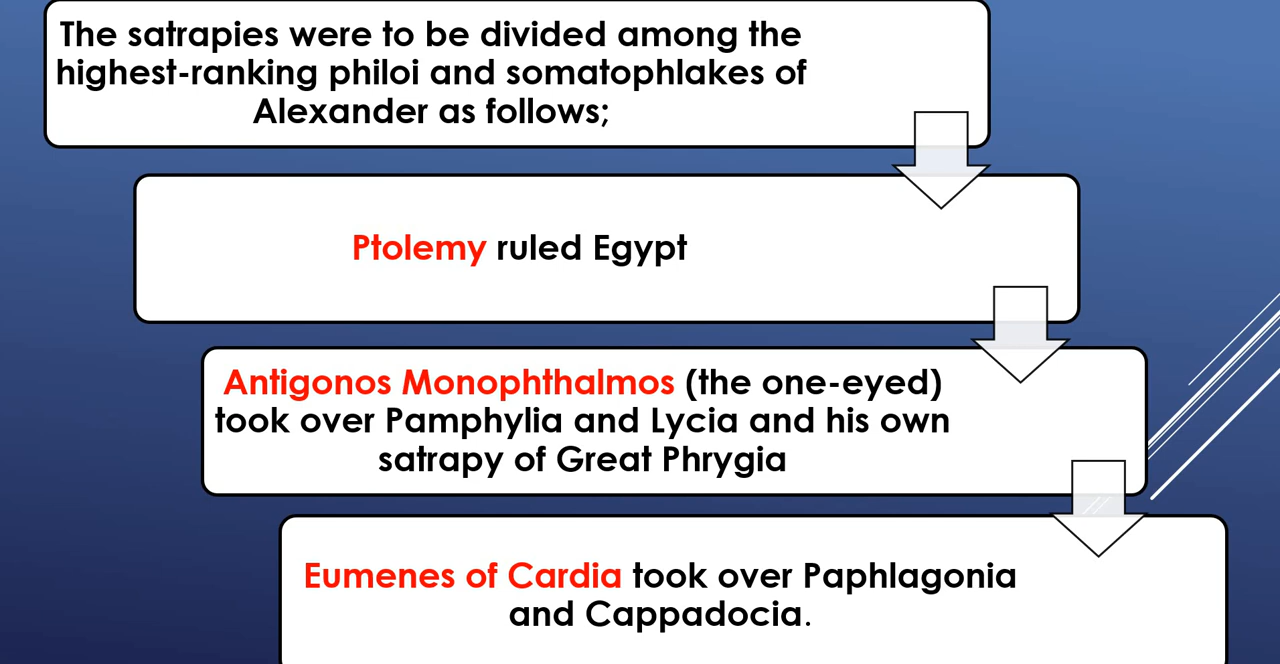 The satrapies were to be divided among the
highest-ranking philoi and somatophlakes of
Alexander as follows;
Ptolemy ruled Egypt
Antigonos Monophthalmos (the one-eyed)
took over Pamphylia and Lycia and his own
satrapy of Great Phrygia
Eumenes of Cardia took over Paphlagonia
and Cappadocia.